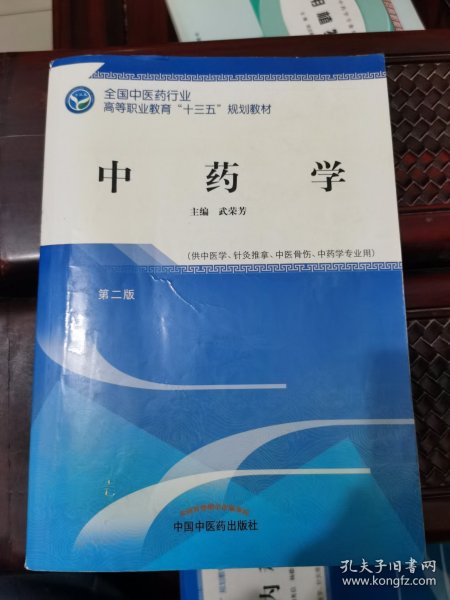 全国中医药行业
高等职业教育“十三五”规划教材
中药学
主编 武荣芳
(供中医学、针灸推拿、中医骨伤、中药学专业用)
第二版
中国中医药出版社
孔夫子旧书网
www.kongfz.com